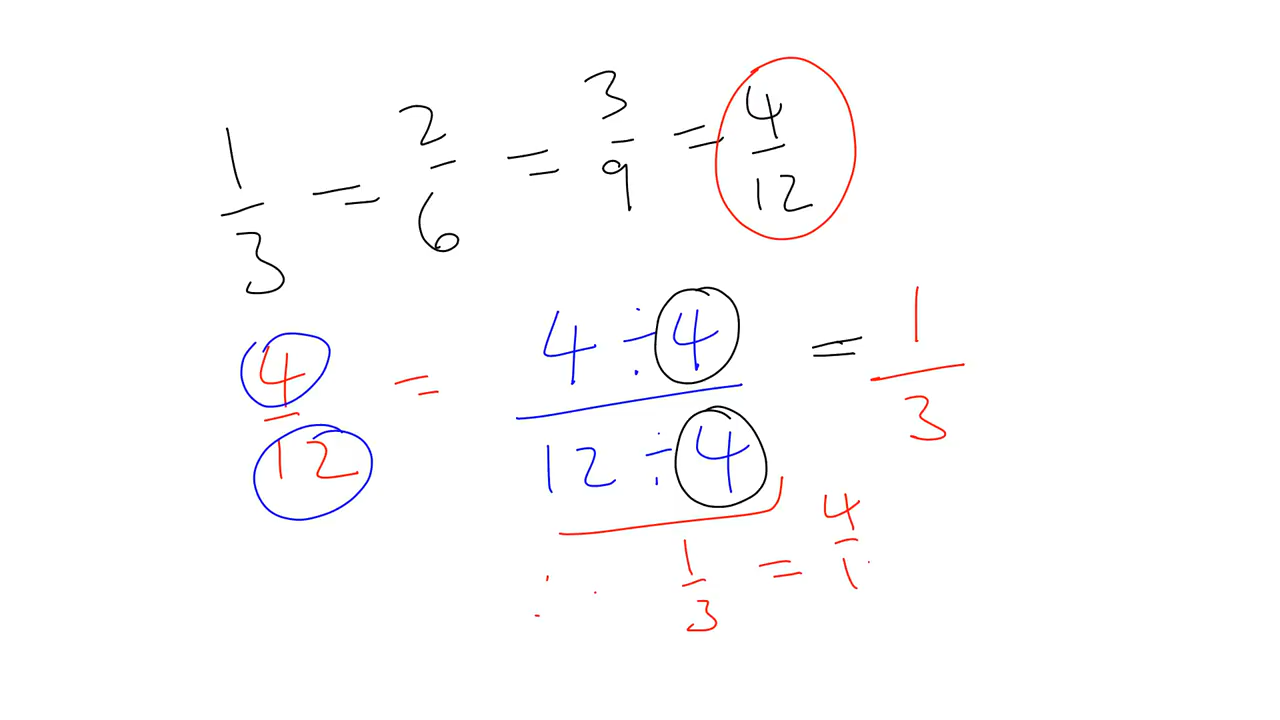 1/3 = 2/6 = 3/9 = 4/12
4/12 = (4 ÷ 4)/(12 ÷ 4) = 1/3
∴ 1/3 = 4/1